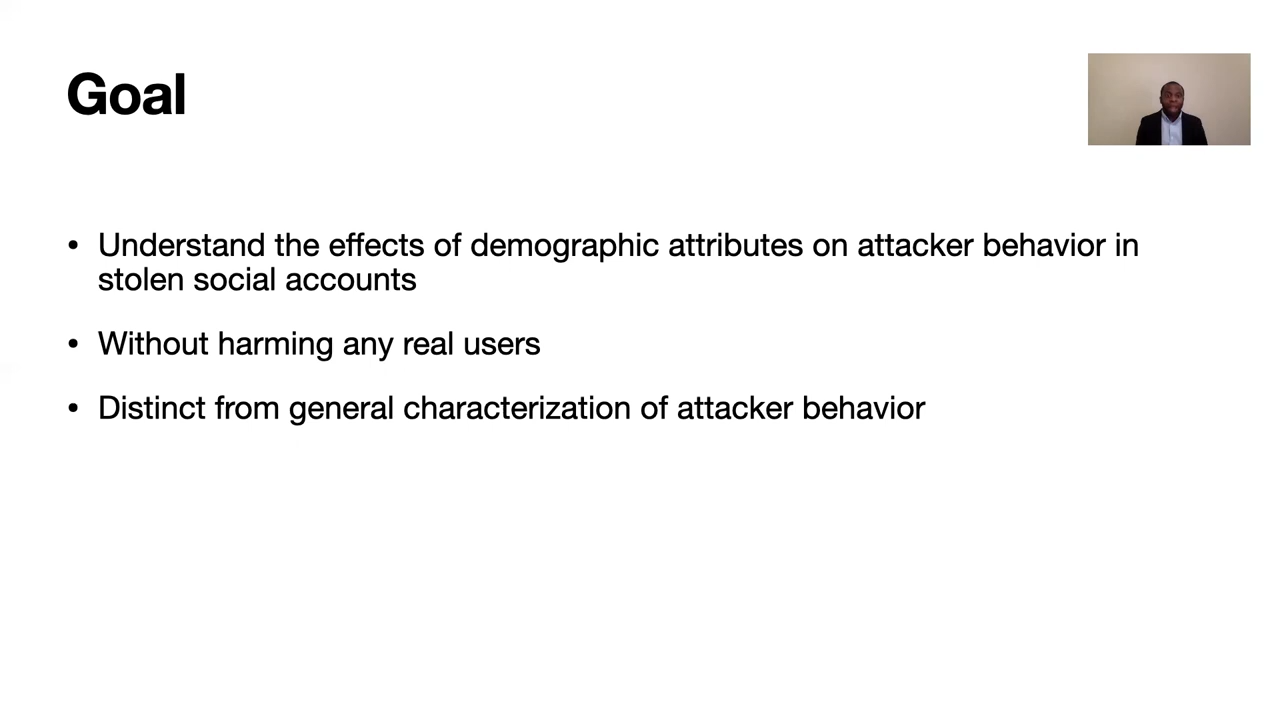 Goal
• Understand the effects of demographic attributes on attacker behavior in
stolen social accounts
• Without harming any real users
• Distinct from general characterization of attacker behavior